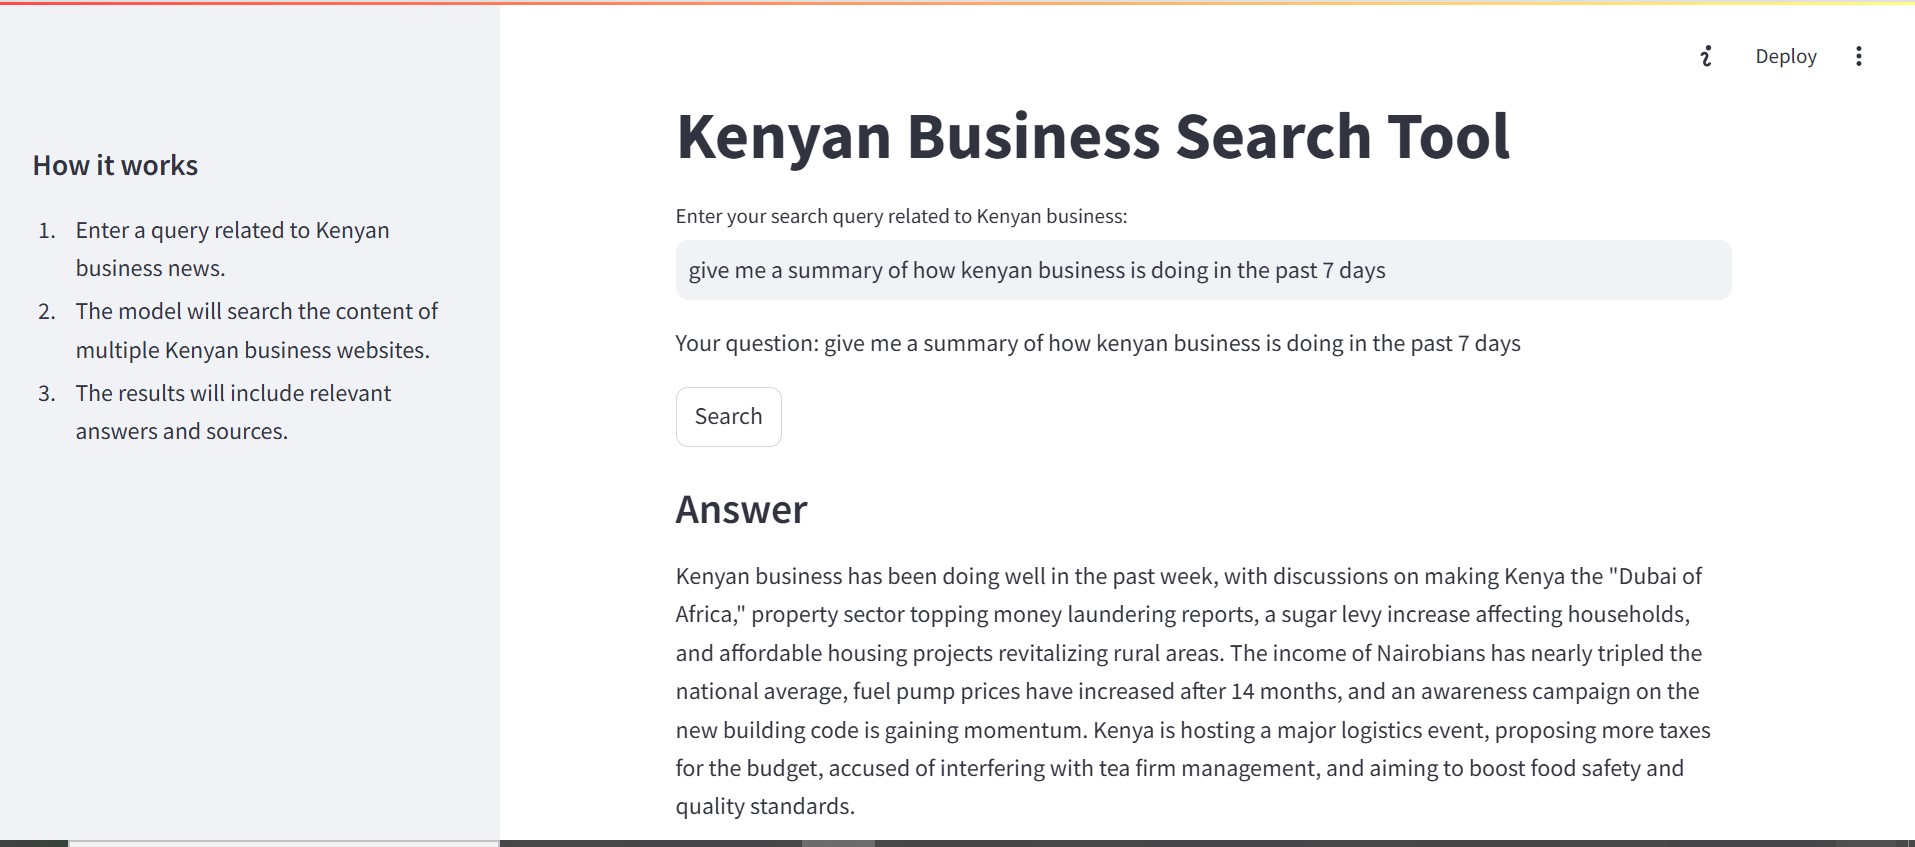 How it works
1. Enter a query related to Kenyan
business news.
2. The model will search the content of
multiple Kenyan business websites.
3. The results will include relevant
answers and sources.
Deploy
Kenyan Business Search Tool
Enter your search query related to Kenyan business:
give me a summary of how kenyan business is doing in the past 7 days
Your question: give me a summary of how kenyan business is doing in the past 7 days
Search
Answer
Kenyan business has been doing well in the past week, with discussions on making Kenya the "Dubai of
Africa," property sector topping money laundering reports, a sugar levy increase affecting households,
and affordable housing projects revitalizing rural areas. The income of Nairobians has nearly tripled the
national average, fuel pump prices have increased after 14 months, and an awareness campaign on the
new building code is gaining momentum. Kenya is hosting a major logistics event, proposing more taxes
for the budget, accused of interfering with tea firm management, and aiming to boost food safety and
quality standards.